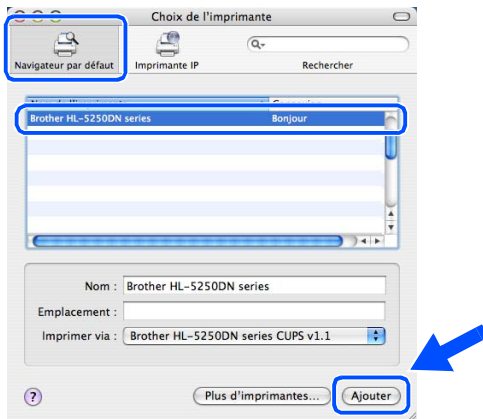 Choix de l'imprimante
Navigateur par défaut
Imprimante IP
Rechercher
Brother HL-5250DN series Bonjour
Nom : Brother HL-5250DN series
Emplacement :
Imprimer via : Brother HL-5250DN series CUPS v1.1
? Plus d'imprimantes... Ajouter